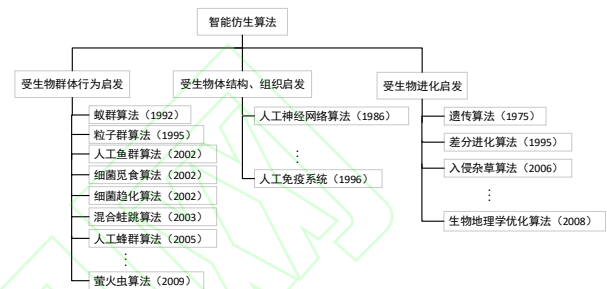 智能仿生算法
受生物群体行为启发
受生物体结构、组织启发
受生物进化启发
蚁群算法（1992）
粒子群算法（1995）
人工鱼群算法（2002）
细菌觅食算法（2002）
细菌趋化算法（2002）
混合蛙跳算法（2003）
人工蜂群算法（2005）
⋮
萤火虫算法（2009）
人工神经网络算法（1986）
⋮
人工免疫系统（1996）
遗传算法（1975）
差分进化算法（1995）
入侵杂草算法（2006）
⋮
生物地理学优化算法（2008）